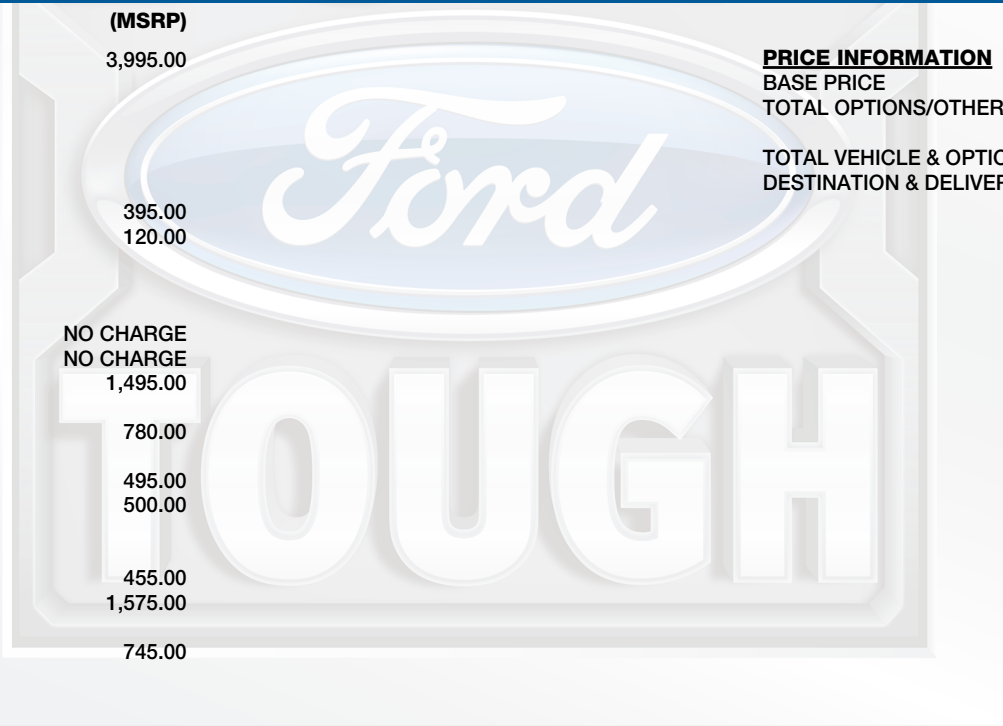 (MSRP)
3,995.00
395.00
120.00
NO CHARGE
NO CHARGE
1,495.00
780.00
495.00
500.00
455.00
1,575.00
745.00
PRICE INFORMATION
BASE PRICE
TOTAL OPTIONS/OTHER
TOTAL VEHICLE & OPTIO
DESTINATION & DELIVER
Ford
TOUGH